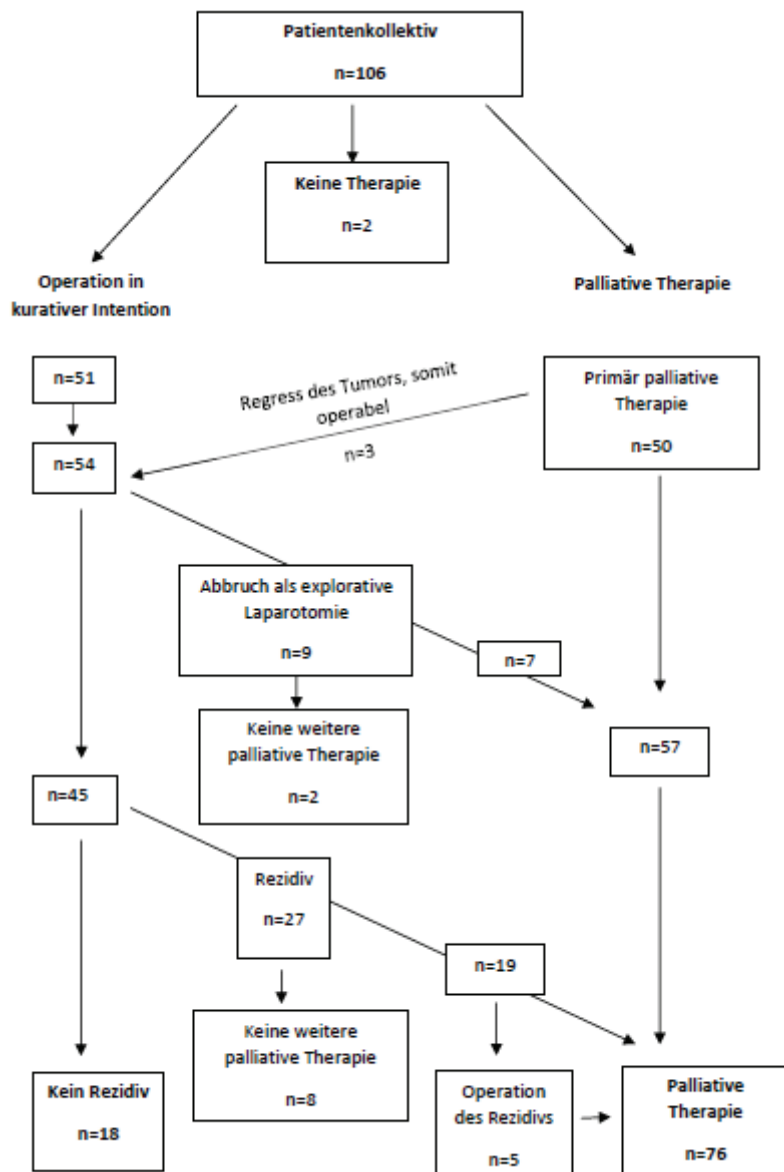 Patientenkollektiv
n=106
Keine Therapie
n=2
Operation in
kurativer Intention
Palliative Therapie
n=51
Regress des Tumors, somit
operabel
n=3
Primär palliative
Therapie
n=50
n=54
Abbruch als explorative
Laparotomie
n=9
n=7
Keine weitere
palliative Therapie
n=2
n=57
n=45
Rezidiv
n=27
n=19
Keine weitere
palliative Therapie
n=8
Kein Rezidiv
n=18
Operation
des Rezidivs
n=5
Palliative
Therapie
n=76